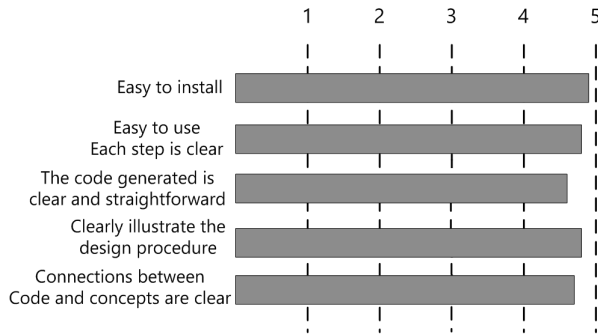 1 2 3 4 5
Easy to install
Easy to use
Each step is clear
The code generated is
clear and straightforward
Clearly illustrate the
design procedure
Connections between
Code and concepts are clear